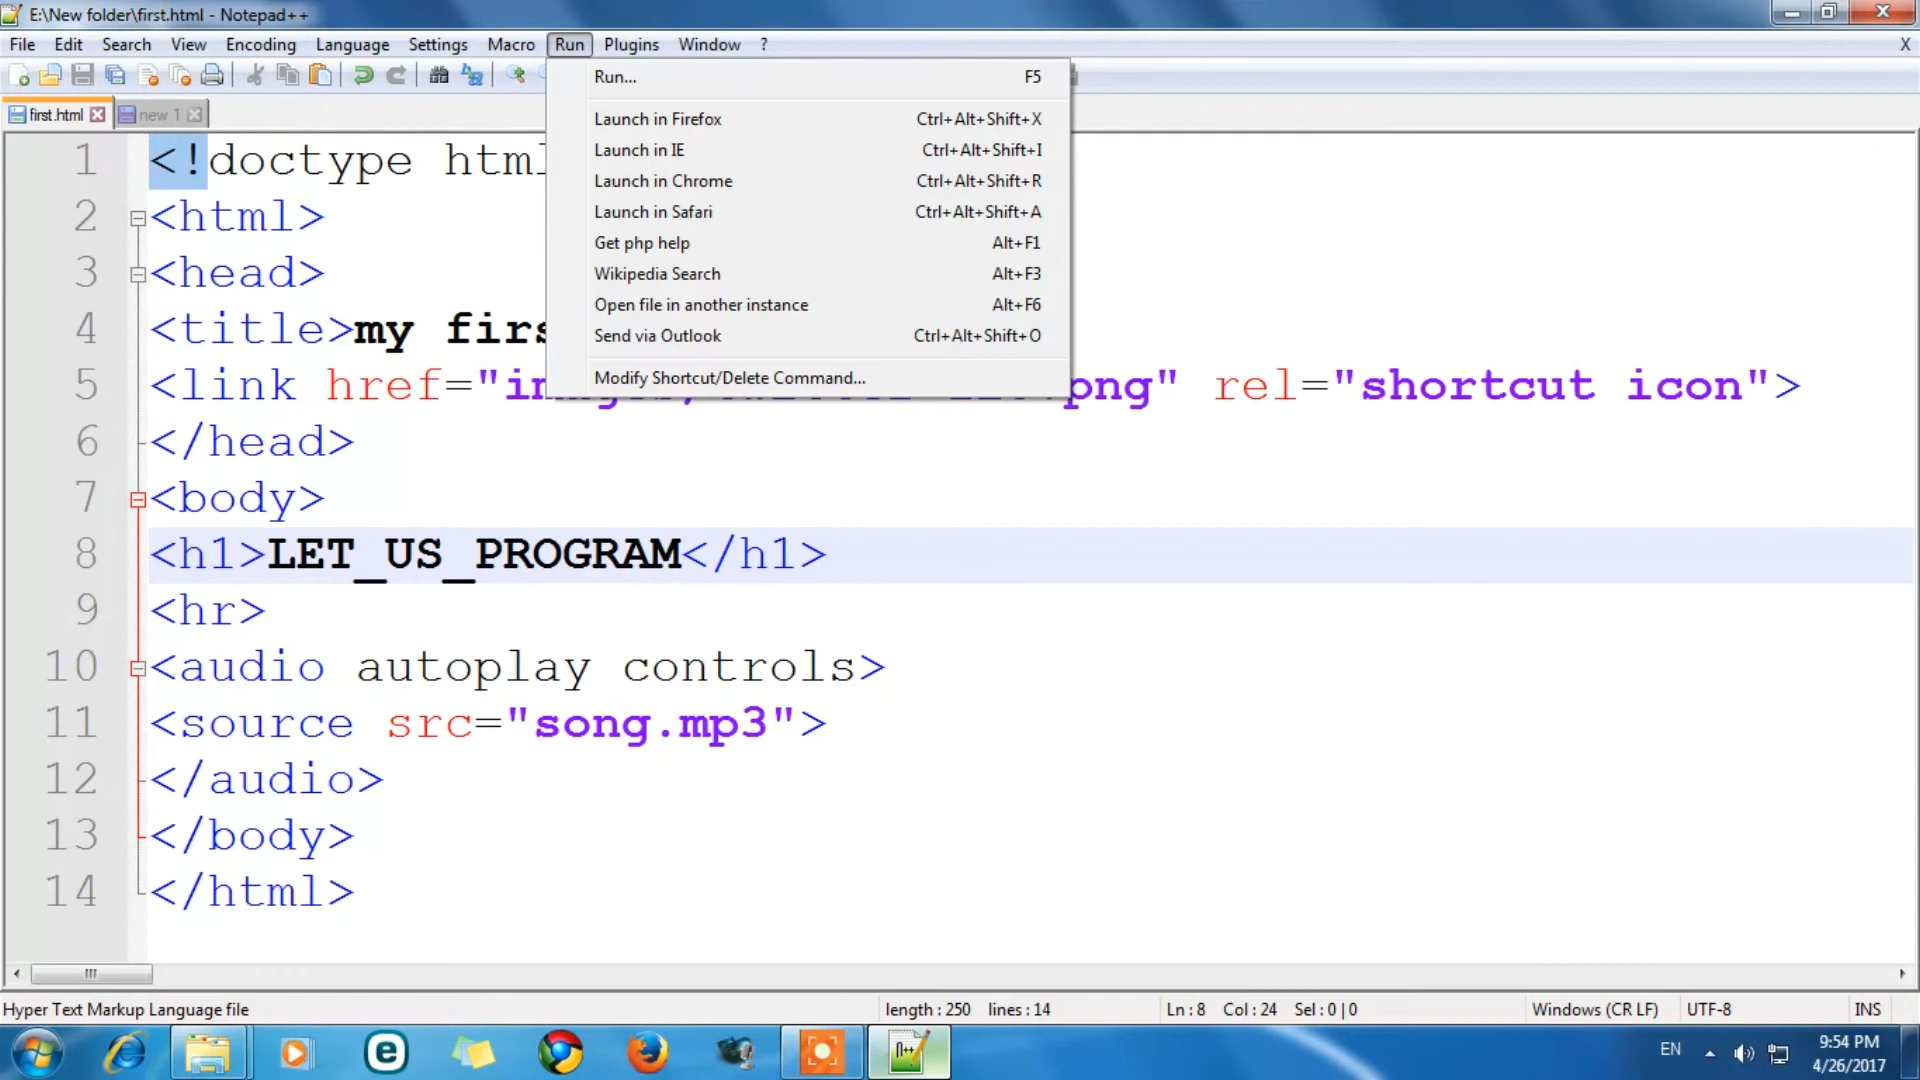 E:\New folder\first.html - Notepad++
File Edit Search View Encoding Language Settings Macro Run Plugins Window ? X
first.html new 1
Run... F5
Launch in Firefox Ctrl+Alt+Shift+X
Launch in IE Ctrl+Alt+Shift+I
Launch in Chrome Ctrl+Alt+Shift+R
Launch in Safari Ctrl+Alt+Shift+A
Get php help Alt+F1
Wikipedia Search Alt+F3
Open file in another instance Alt+F6
Send via Outlook Ctrl+Alt+Shift+O
Modify Shortcut/Delete Command...
1 <!doctype html
2 <html>
3 <head>
4 <title>my firs
5 <link href="im png" rel="shortcut icon">
6 </head>
7 <body>
8 <h1>LET_US_PROGRAM</h1>
9 <hr>
10 <audio autoplay controls>
11 <source src="song.mp3">
12 </audio>
13 </body>
14 </html>
Hyper Text Markup Language file length : 250 lines : 14 Ln : 8 Col : 24 Sel : 0 | 0 Windows (CR LF) UTF-8 INS
EN 9:54 PM
4/26/2017